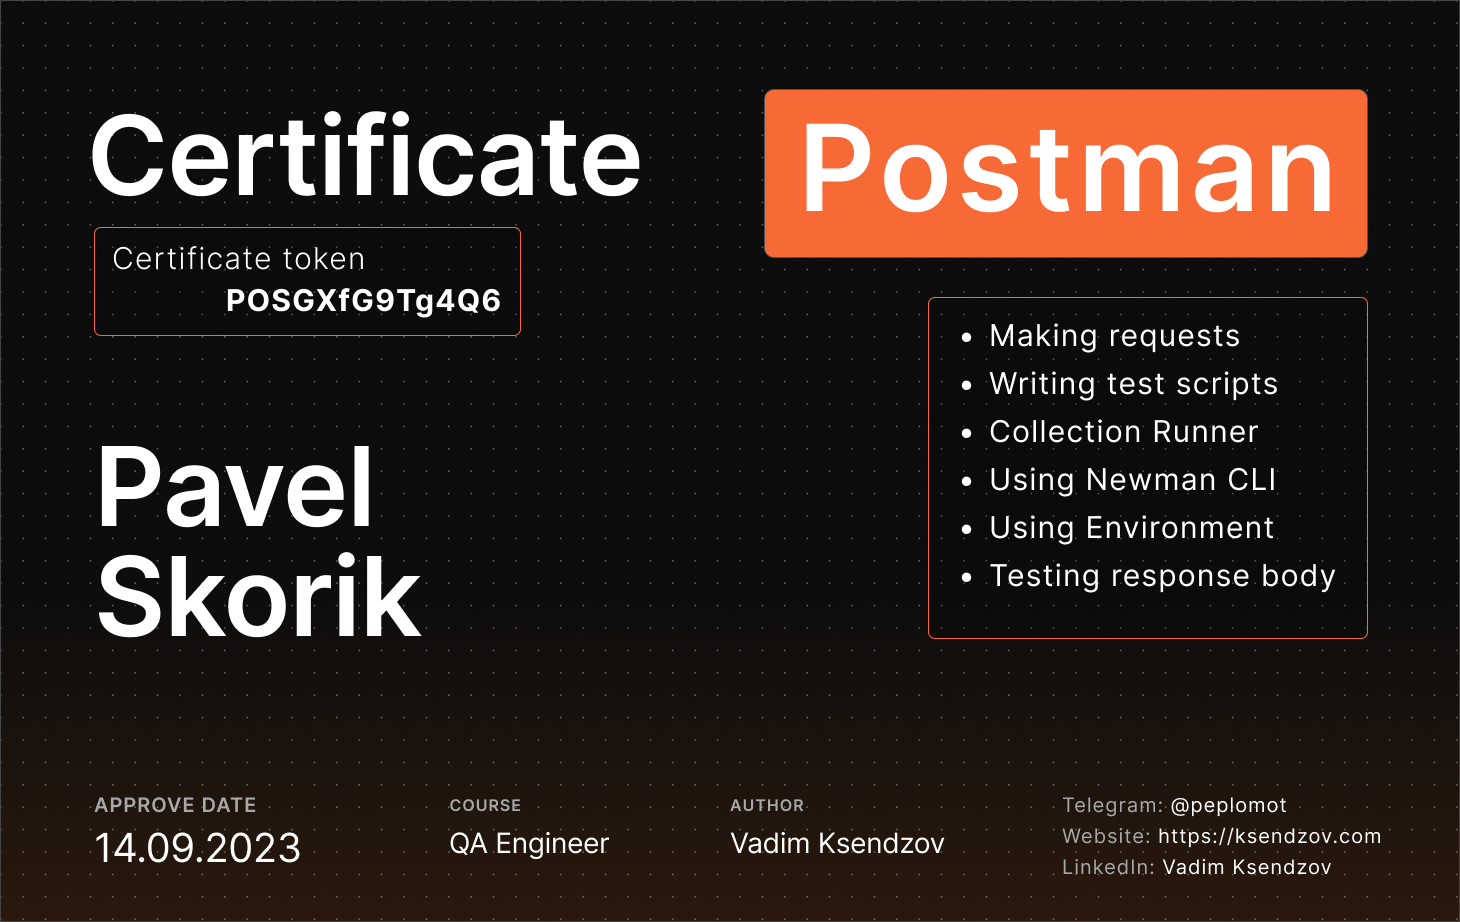 Certificate
Certificate token
POSGXfG9Tg4Q6
Pavel
Skorik
Postman
• Making requests
• Writing test scripts
• Collection Runner
• Using Newman CLI
• Using Environment
• Testing response body
APPROVE DATE
14.09.2023
COURSE
QA Engineer
AUTHOR
Vadim Ksendzov
Telegram: @peplomot
Website: https://ksendzov.com
LinkedIn: Vadim Ksendzov